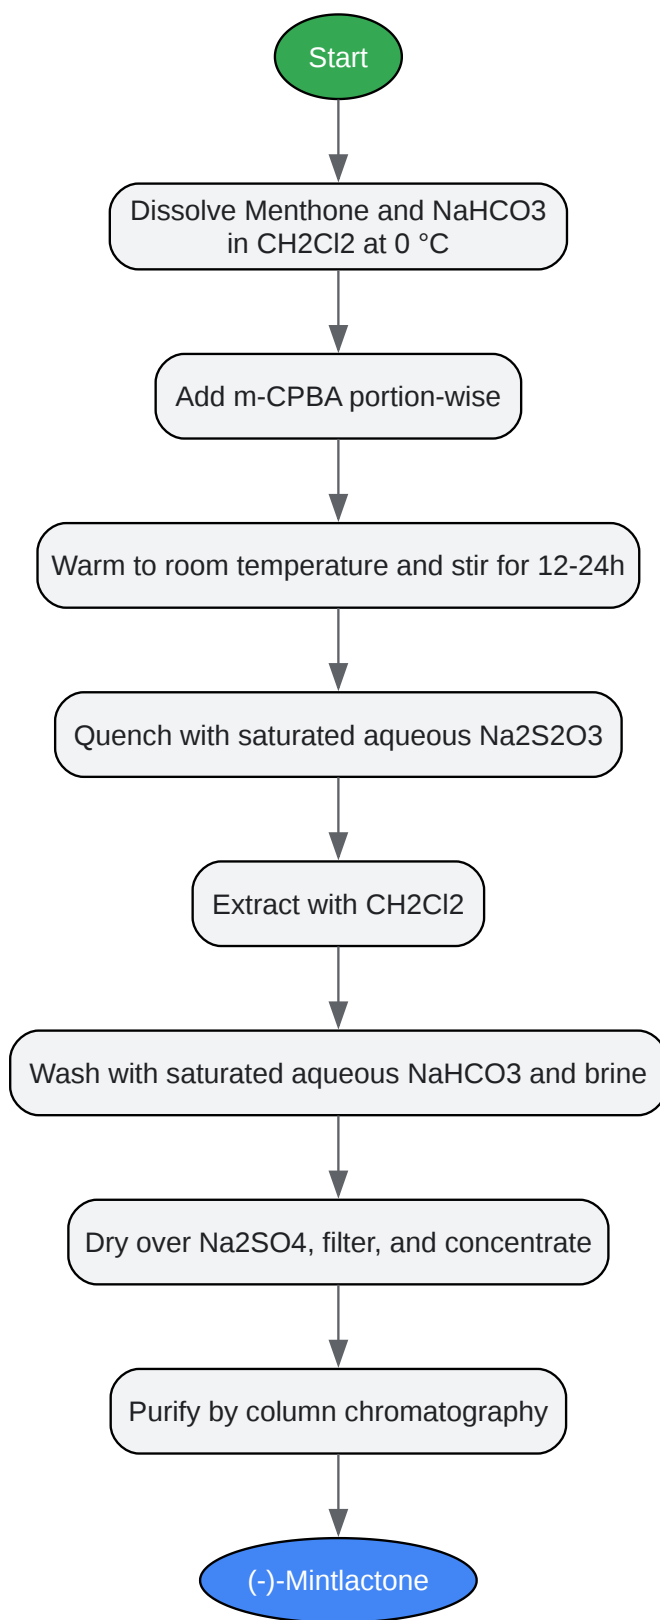 Start
Dissolve Menthone and NaHCO3
in CH2Cl2 at 0 °C
Add m-CPBA portion-wise
Warm to room temperature and stir for 12-24h
Quench with saturated aqueous Na2S2O3
Extract with CH2Cl2
Wash with saturated aqueous NaHCO3 and brine
Dry over Na2SO4, filter, and concentrate
Purify by column chromatography
(-)-Mintlactone